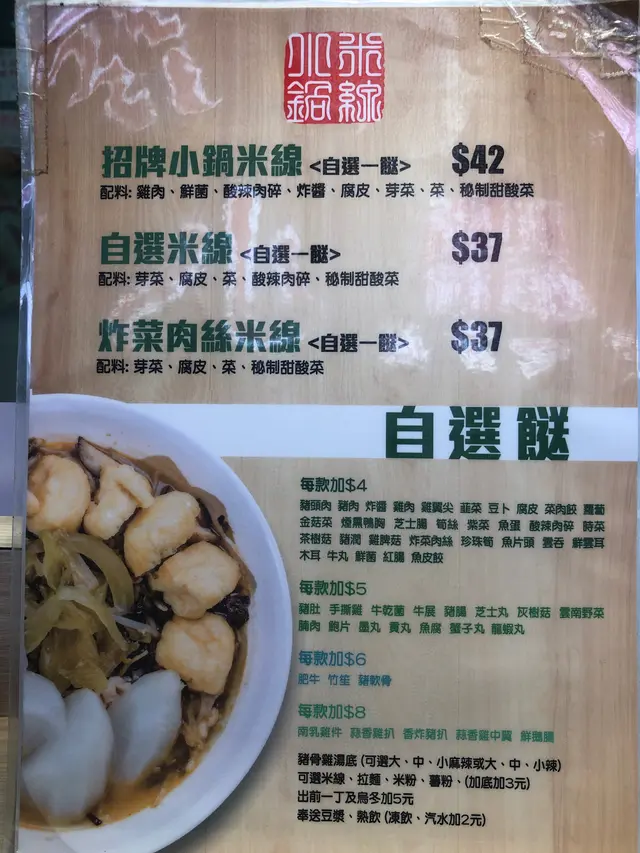 小鍋米線
招牌小鍋米線 <自選一餸> $42
配料: 雞肉、鮮菌、酸辣肉碎、炸醬、腐皮、芽菜、菜、秘制甜酸菜
自選米線 <自選一餸> $37
配料: 芽菜、腐皮、菜、酸辣肉碎、秘制甜酸菜
炸菜肉絲米線 <自選一餸> $37
配料: 芽菜、腐皮、菜、秘制甜酸菜
自選餸
每款加$4
豬頭肉 豬肉 炸醬 雞肉 雞翼尖 韮菜 豆卜 腐皮 菜肉餃 蘿蔔
金菇菜 煙熏鴨胸 芝士腸 筍絲 紫菜 魚蛋 酸辣肉碎 時菜
茶樹菇 豬潤 雞脾菇 炸菜肉絲 珍珠筍 魚片頭 雲吞 鮮雲耳
木耳 牛丸 鮮菌 紅腸 魚皮餃
每款加$5
豬肚 手撕雞 牛乾菌 牛展 豬腸 芝士丸 灰樹菇 雲南野菜
腩肉 鮑片 墨丸 貢丸 魚腐 蟹子丸 龍蝦丸
每款加$6
肥牛 竹笙 豬軟骨
每款加$8
南乳雞件 蒜香雞扒 香炸豬扒 蒜香雞中翼 鮮鴨腸
豬骨雞湯底 (可選大、中、小麻辣或大、中、小辣)
可選米線、拉麵、米粉、薯粉、(加底加3元)
出前一丁及烏冬加5元
奉送豆漿、熱飲 (凍飲、汽水加2元)